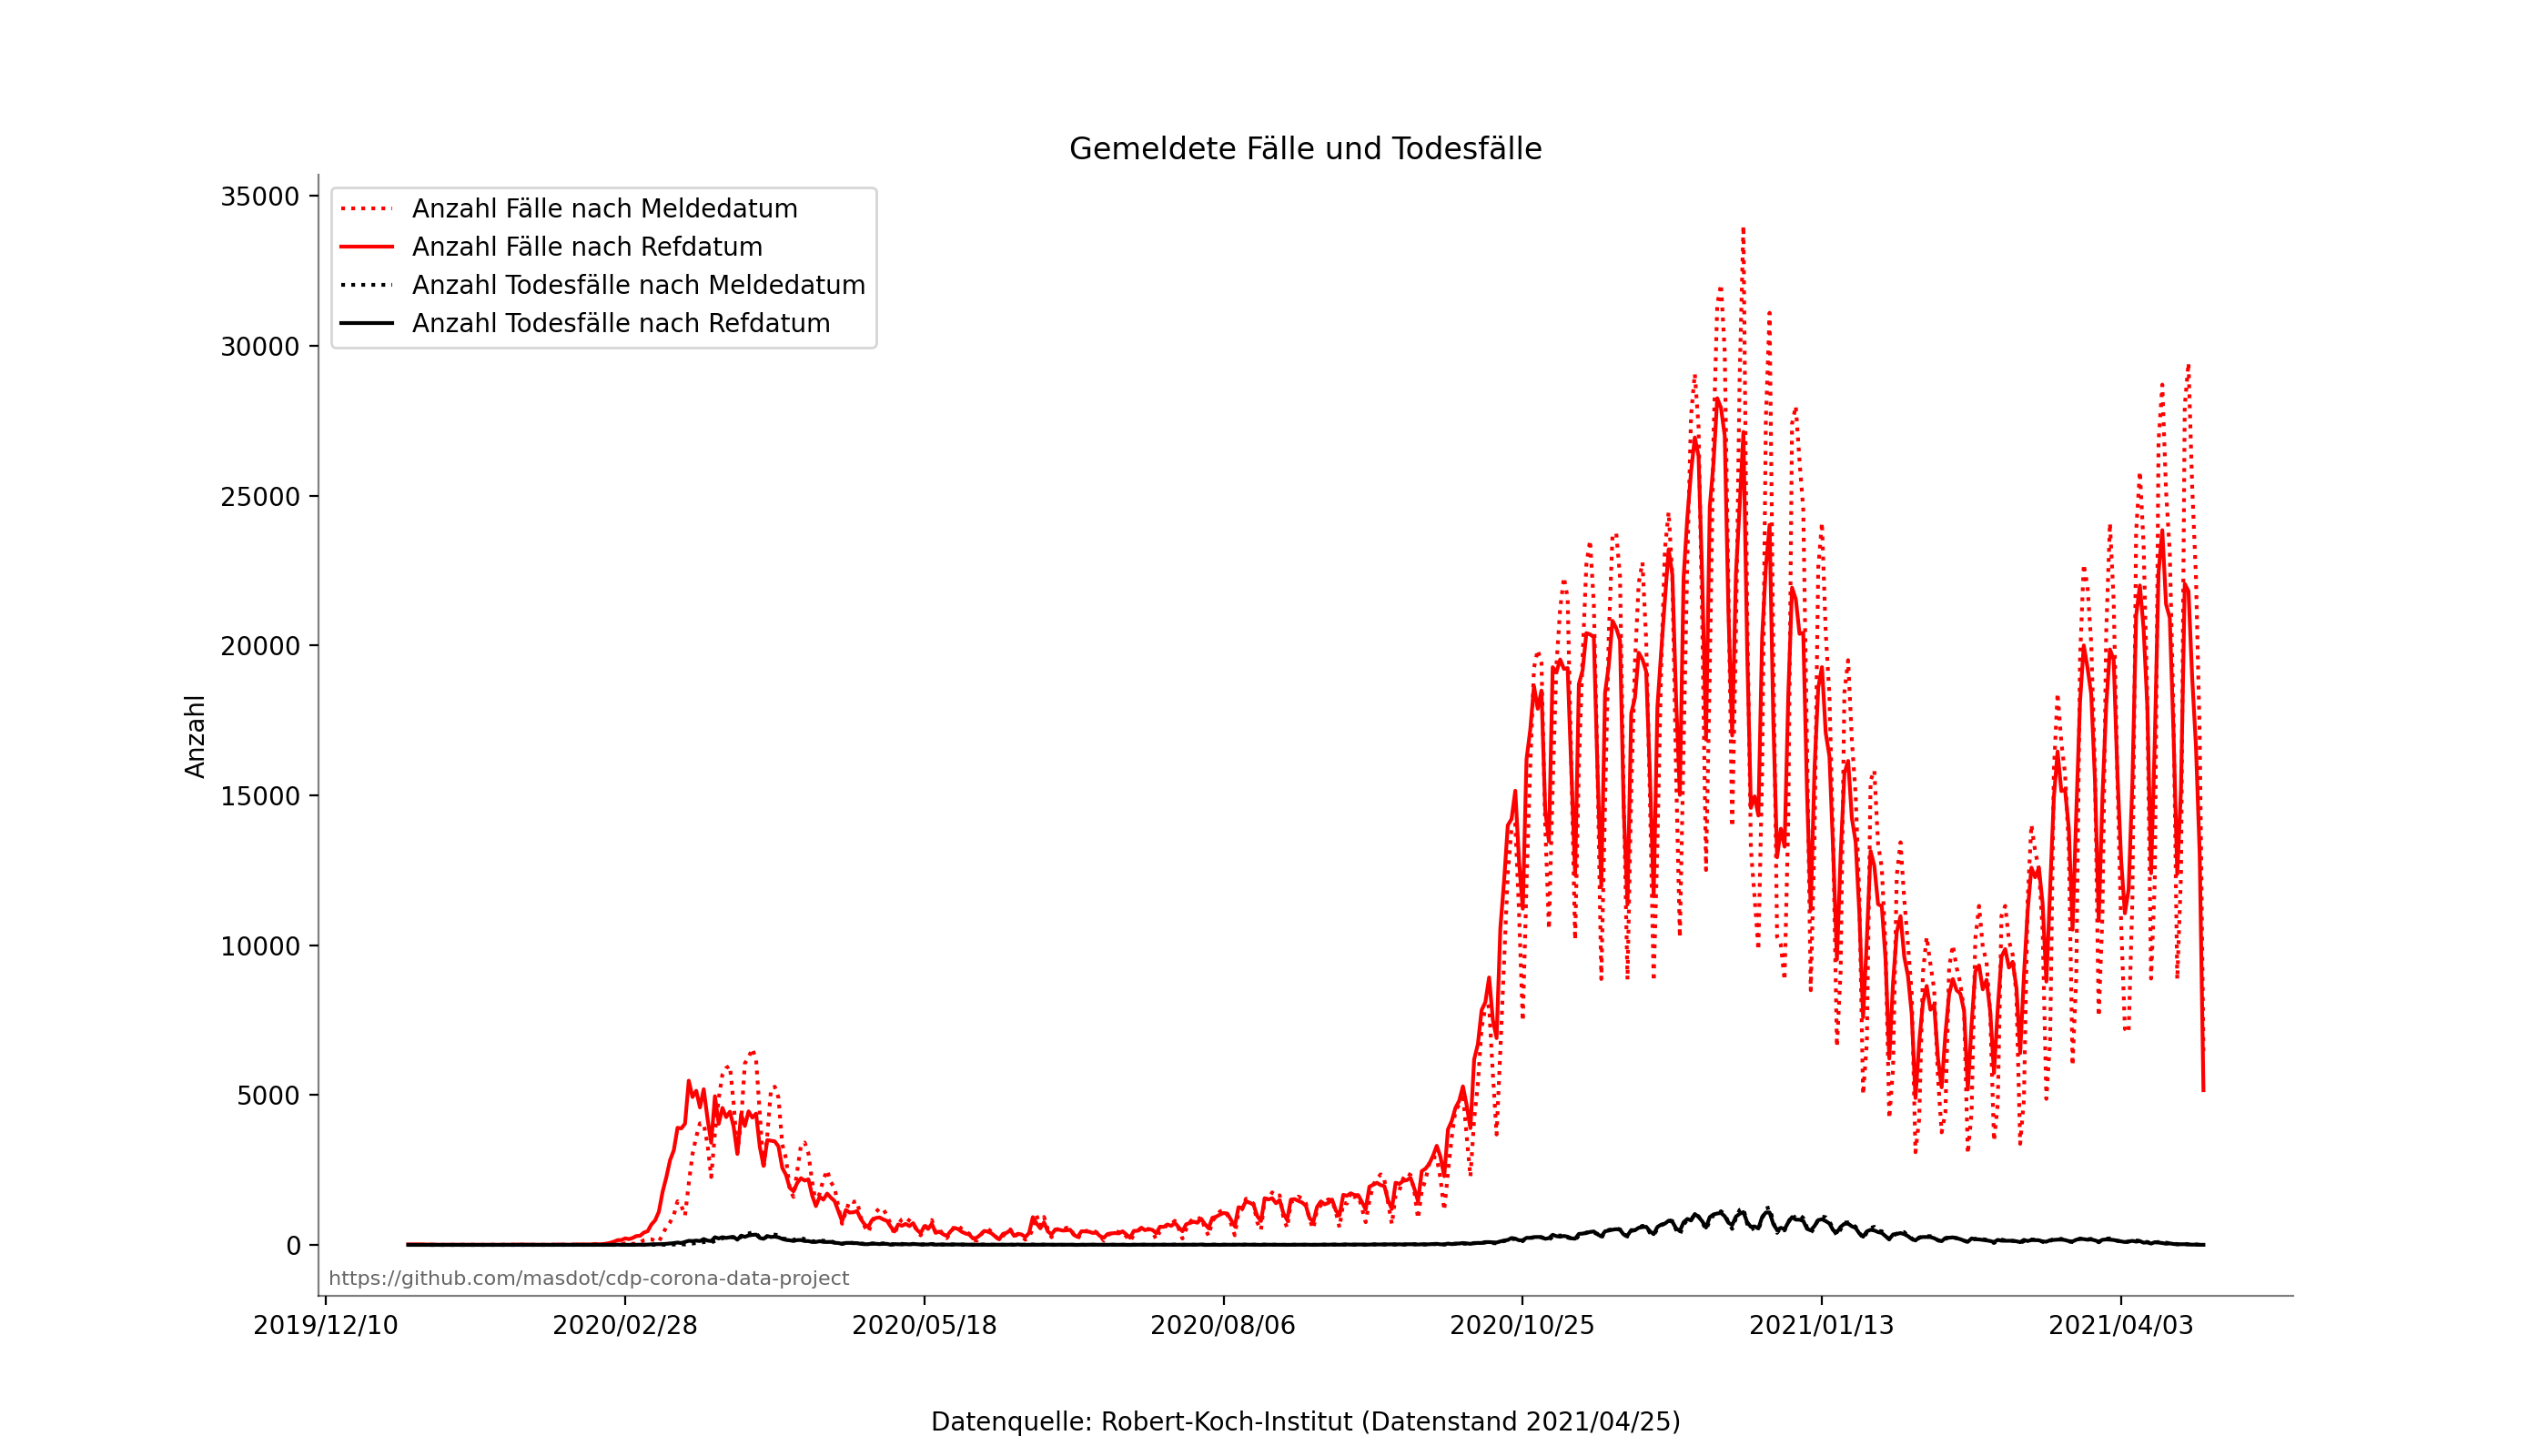 Gemeldete Fälle und Todesfälle
35000
30000
25000
20000
15000
10000
5000
0
Anzahl
Anzahl Fälle nach Meldedatum
Anzahl Fälle nach Refdatum
Anzahl Todesfälle nach Meldedatum
Anzahl Todesfälle nach Refdatum
https://github.com/masdot/cdp-corona-data-project
2019/12/10 2020/02/28 2020/05/18 2020/08/06 2020/10/25 2021/01/13 2021/04/03
Datenquelle: Robert-Koch-Institut (Datenstand 2021/04/25)